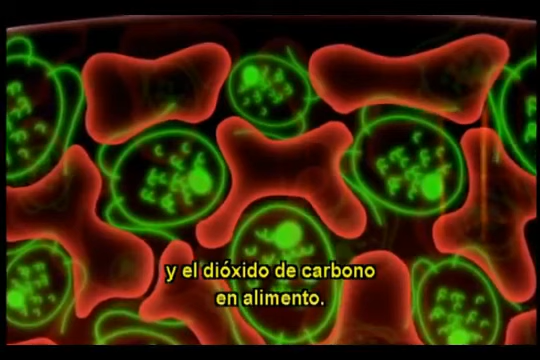 y el dióxido de carbono
en alimento.